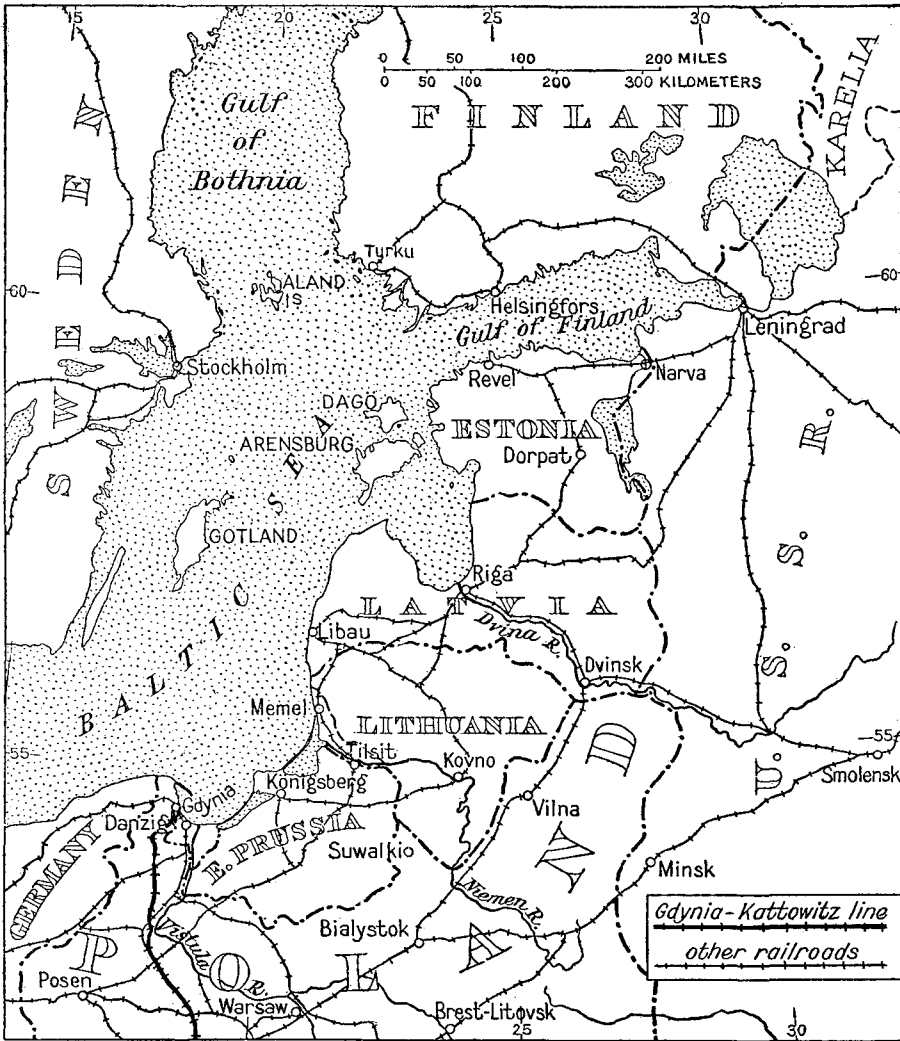 15
20
25
30
0 50 100 200 MILES
0 50 100 200 300 KILOMETERS
Gulf
of
Bothnia
FINLAND
KARELIA
SWEDEN
Tyrku
ALAND
IS.
60
60
Helsingfors
Gulf of Finland
Leningrad
Stockholm
Revel
Narva
DAGO
ARENSBURG
ESTONIA
Dorpat
BALTIC SEA
GOTLAND
U. S. S. R.
Riga
LATVIA
Dvina R.
Libau
Dvinsk
Memel
LITHUANIA
55
55
Tilsit
Kovno
Smolensk
Königsberg
Gdynia
Danzig
Vilna
GERMANY
E. PRUSSIA
Suwalki
Minsk
POLAND
Niemen R.
Bialystok
Vistula R.
Posen
Warsaw
Brest-Litovsk
25
30
Gdynia-Kattowitz line
other railroads